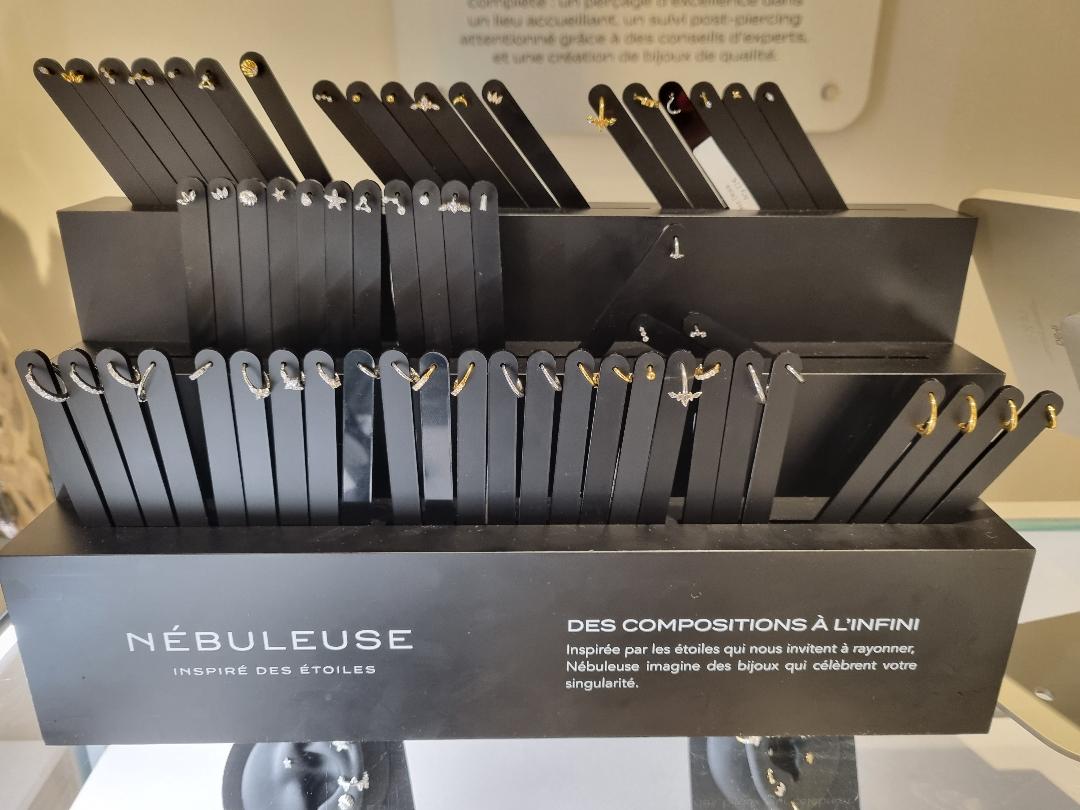 complète : un perçage d'excellence dans
un lieu accueillant, un suivi post-piercing
attentionné grâce à des conseils d'experts,
et une création de bijoux de qualité.
NÉBULEUSE
INSPIRÉ DES ÉTOILES
DES COMPOSITIONS À L'INFINI
Inspirée par les étoiles qui nous invitent à rayonner,
Nébuleuse imagine des bijoux qui célèbrent votre
singularité.